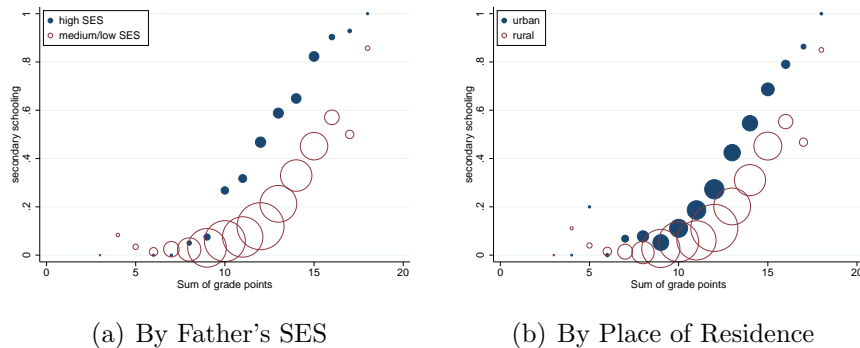 high SES
medium/low SES
secondary schooling
1
.8
.6
.4
.2
0
0 5 10 15 20
Sum of grade points
(a) By Father's SES
urban
rural
secondary schooling
1
.8
.6
.4
.2
0
0 5 10 15 20
Sum of grade points
(b) By Place of Residence